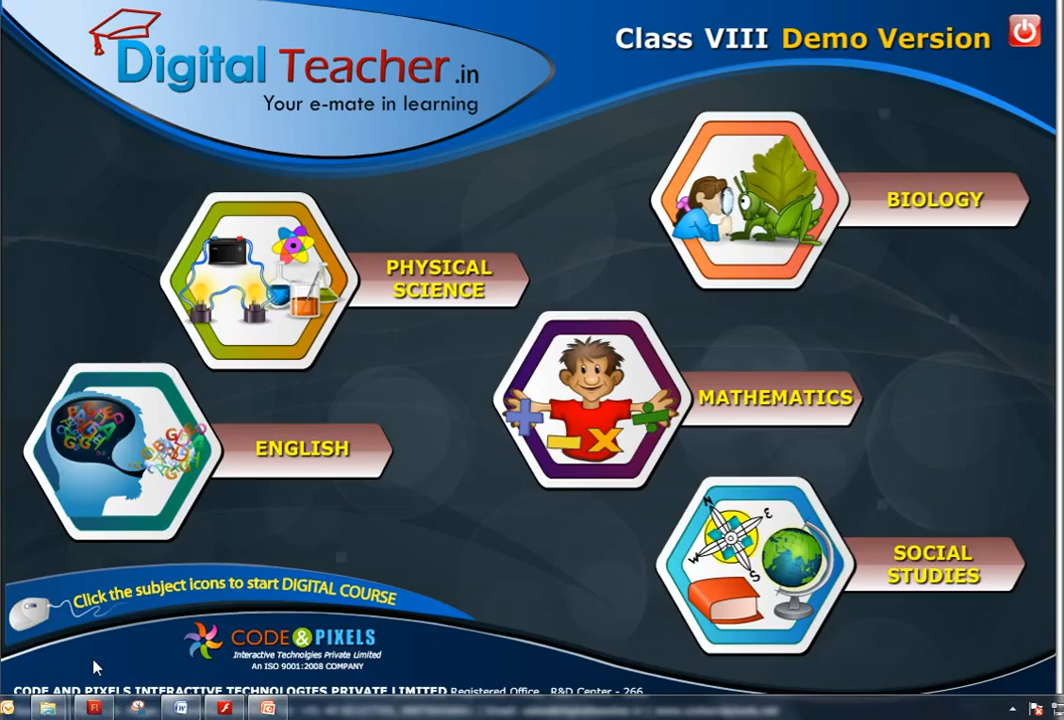 Digital Teacher.in
Your e-mate in learning
Class VIII Demo Version
BIOLOGY
PHYSICAL
SCIENCE
MATHEMATICS
ENGLISH
SOCIAL
STUDIES
N
E
W
S
Click the subject icons to start DIGITAL COURSE
CODE & PIXELS
Interactive Technolgies Private Limited
An ISO 9001:2008 COMPANY
CODE AND PIXELS INTERACTIVE TECHNOLOGIES PRIVATE LIMITED Registered Office, R&D Center - 266